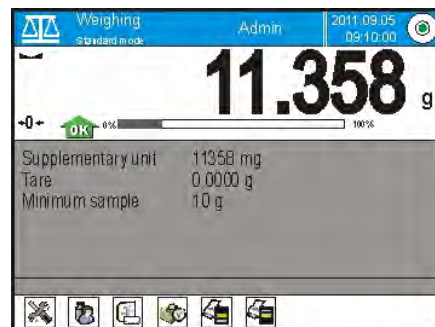 Weighing Admin 2011.09.05
Standard mode 09:10:00
11.358 g
→0← OK 0% 100%
Supplementary unit 11358 mg
Tare 0.0000 g
Minimum sample 10 g